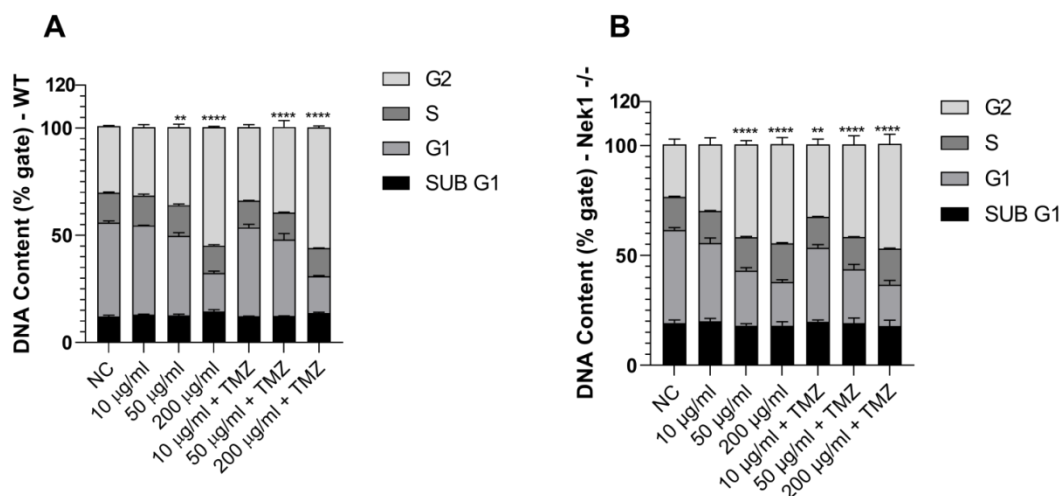 A
DNA Content (% gate) - WT
120
100
50
0
**
****
****
****
G2
S
G1
SUB G1
NC
10 µg/ml
50 µg/ml
200 µg/ml
10 µg/ml + TMZ
50 µg/ml + TMZ
200 µg/ml + TMZ
B
DNA Content (% gate) - Nek1 -/-
120
100
50
0
****
****
**
****
****
G2
S
G1
SUB G1
NC
10 µg/ml
50 µg/ml
200 µg/ml
10 µg/ml + TMZ
50 µg/ml + TMZ
200 µg/ml + TMZ